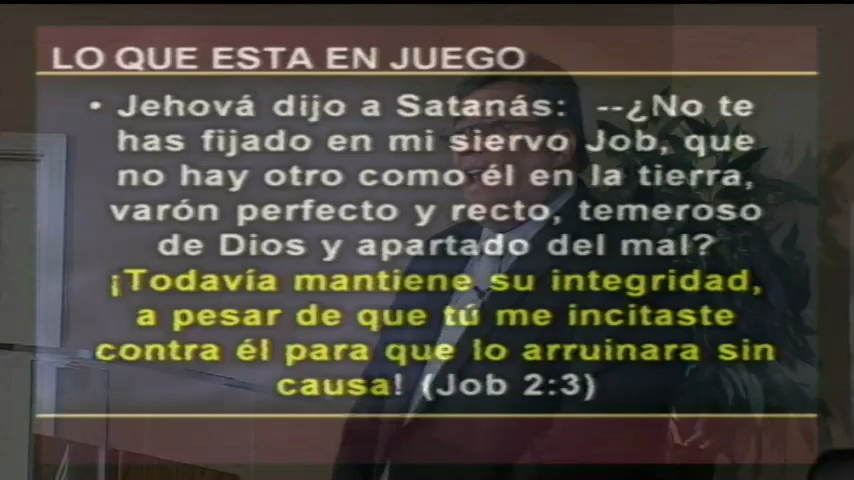 LO QUE ESTA EN JUEGO
• Jehová dijo a Satanás: --¿No te
has fijado en mi siervo Job, que
no hay otro como él en la tierra,
varón perfecto y recto, temeroso
de Dios y apartado del mal?
¡Todavía mantiene su integridad,
a pesar de que tú me incitaste
contra él para que lo arruinara sin
causa! (Job 2:3)